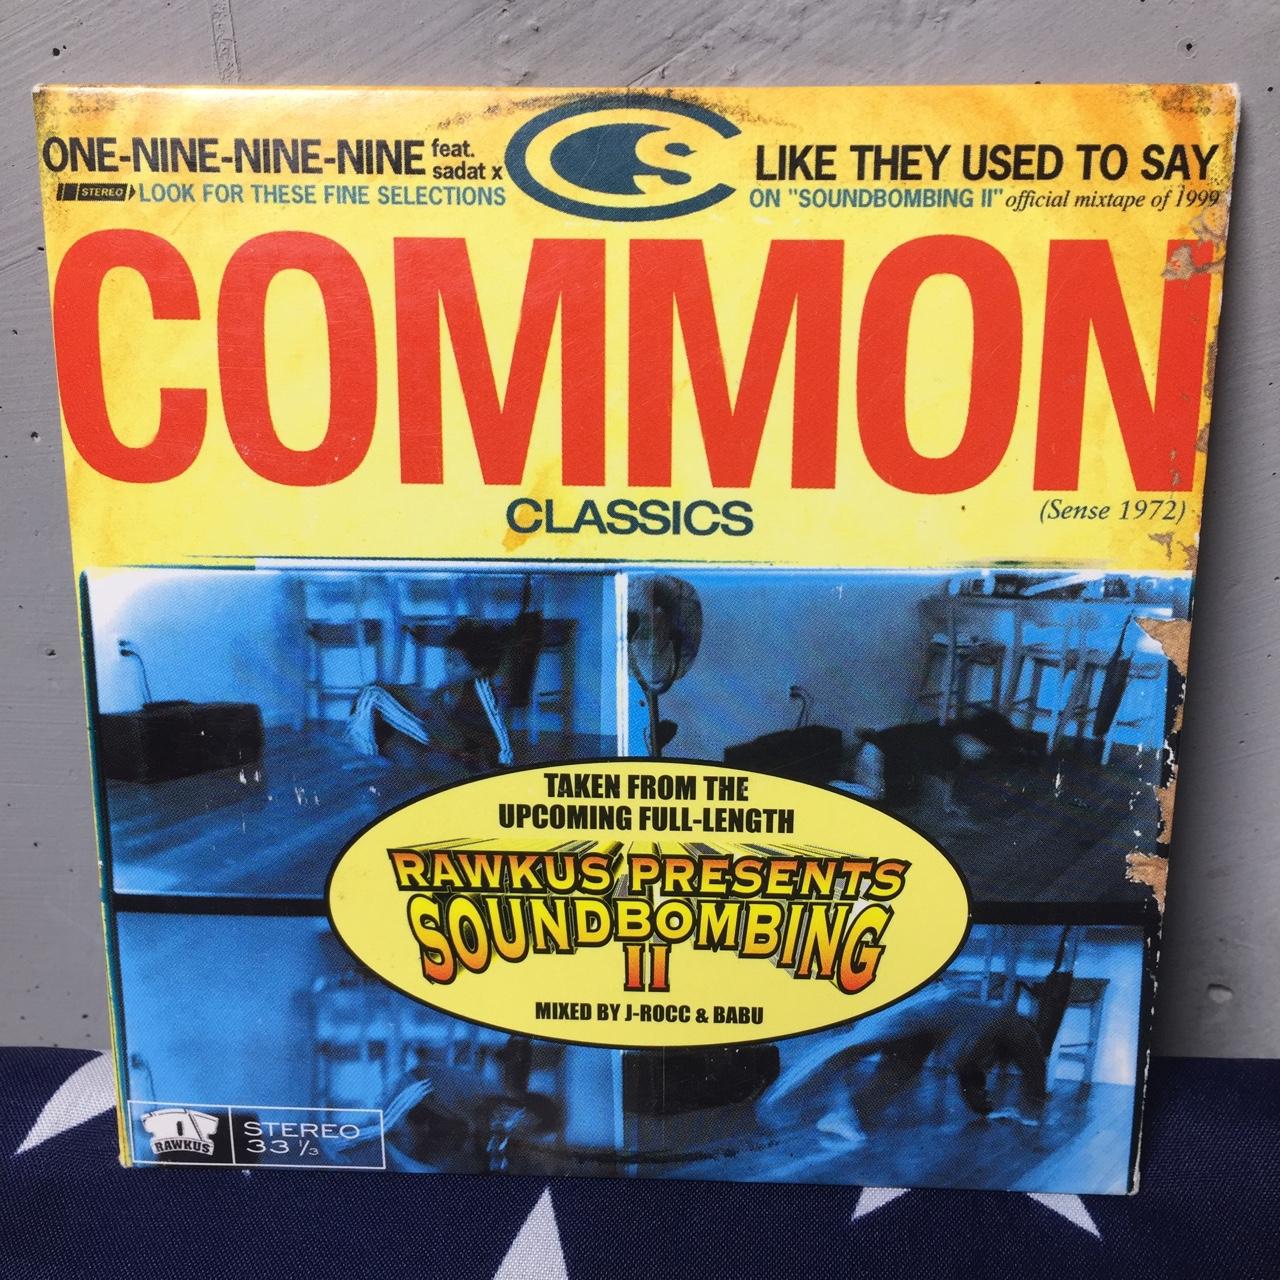 ONE-NINE-NINE-NINE feat. sadat x
STEREO LOOK FOR THESE FINE SELECTIONS
CS
LIKE THEY USED TO SAY
ON "SOUNDBOMBING II" official mixtape of 1999
COMMON
CLASSICS
(Sense 1972)
TAKEN FROM THE
UPCOMING FULL-LENGTH
RAWKUS PRESENTS
SOUNDBOMBING
II
MIXED BY J-ROCC & BABU
RAWKUS
STEREO
33 1/3